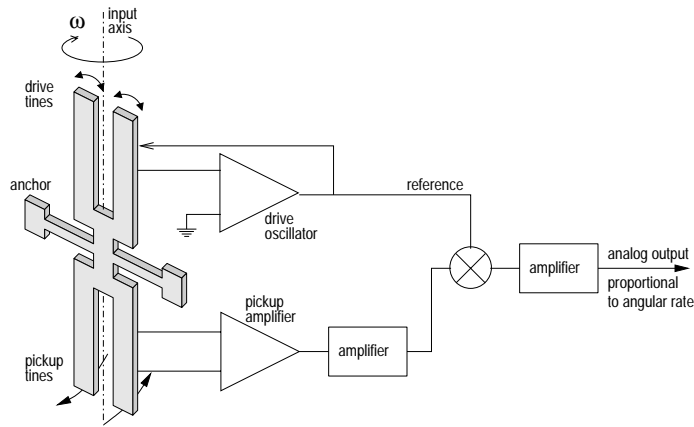 ω
input
axis
drive
tines
anchor
reference
drive
oscillator
amplifier
analog output
proportional
to angular rate
pickup
amplifier
amplifier
pickup
tines